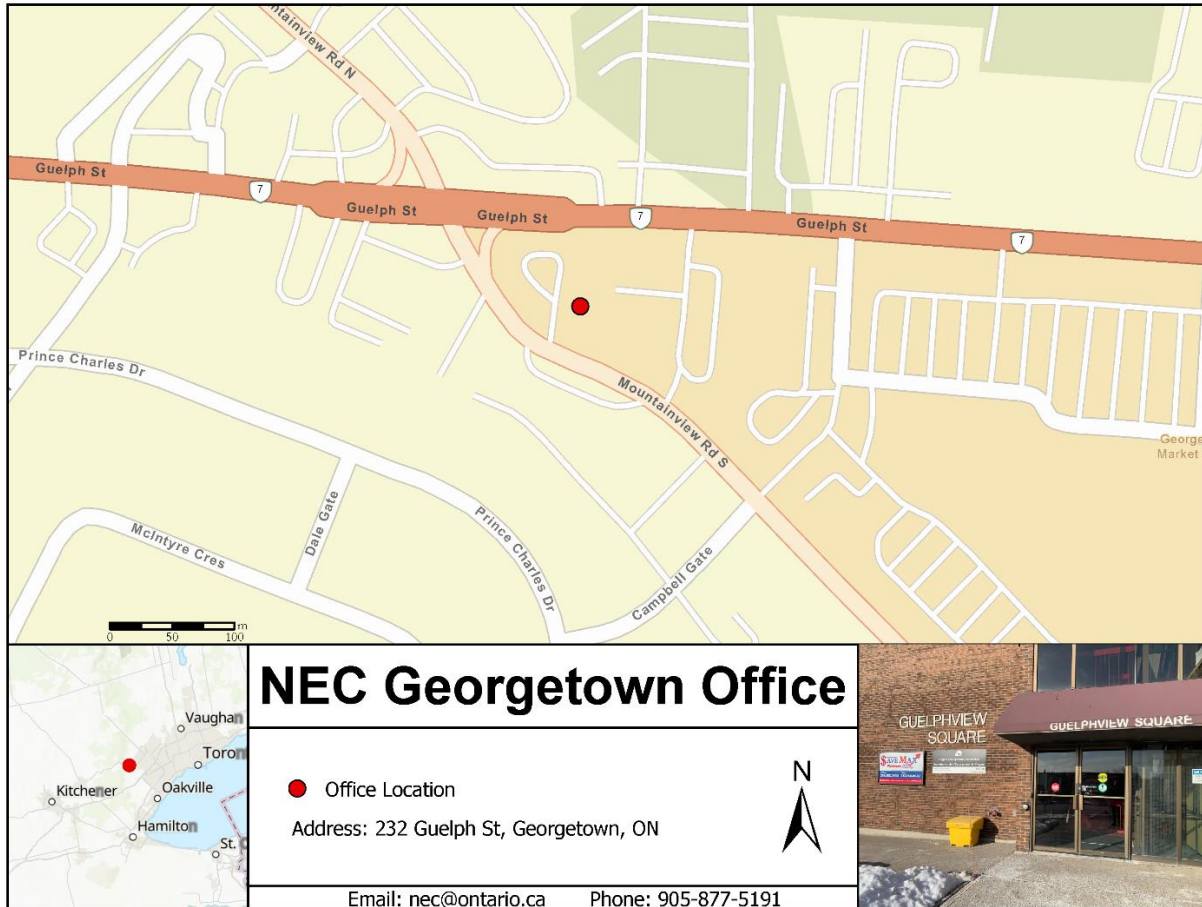 ntainview Rd N
Guelph St
7
Guelph St
Guelph St
7
Guelph St
7
Prince Charles Dr
Mountainview Rd S
George
Market
Dale Gate
McIntyre Cres
Prince Charles Dr
Campbell Gate
m
0 50 100
Vaughan
Toron
Kitchener
Oakville
Hamilton
St.
NEC Georgetown Office
Office Location
Address: 232 Guelph St, Georgetown, ON
N
Email: nec@ontario.ca Phone: 905-877-5191
GUELPHVIEW
SQUARE
GUELPHVIEW SQUARE
SAVE MAX